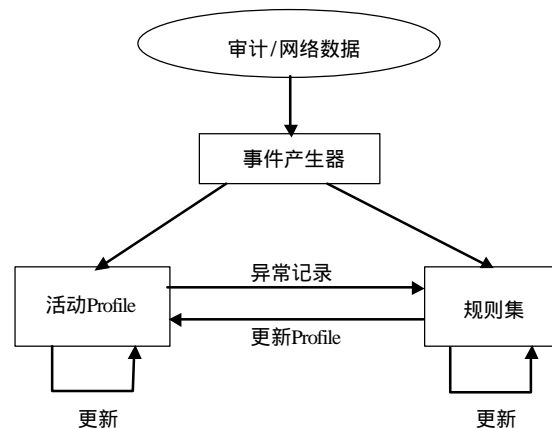 审计/网络数据
事件产生器
异常记录
活动Profile
规则集
更新Profile
更新
更新